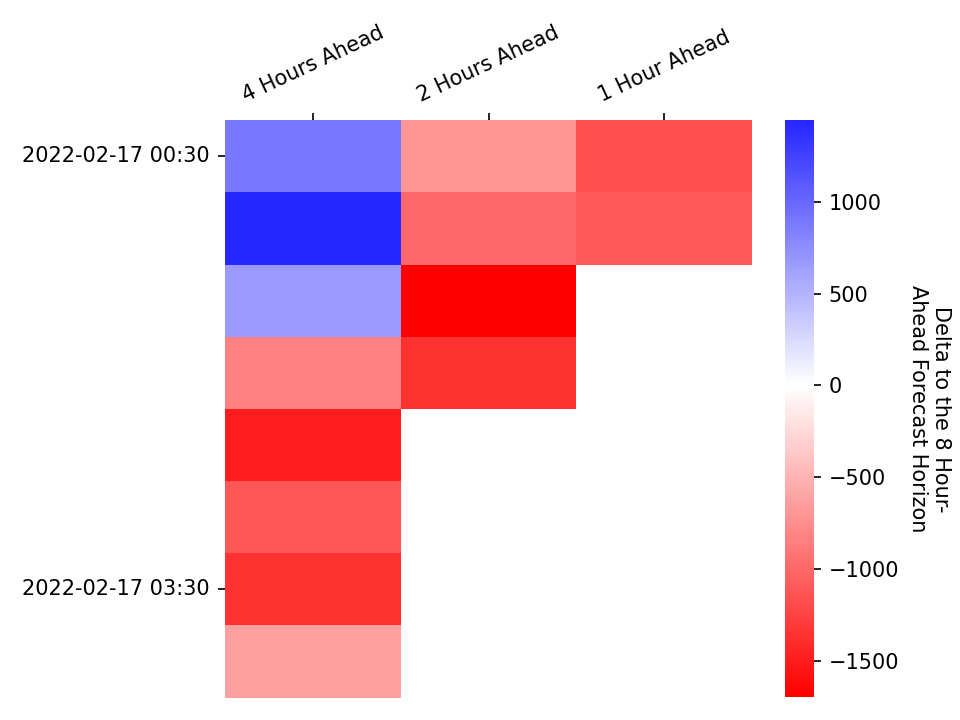 4 Hours Ahead
2 Hours Ahead
1 Hour Ahead
2022-02-17 00:30
2022-02-17 03:30
1000
500
0
−500
−1000
−1500
Delta to the 8 Hour-
Ahead Forecast Horizon